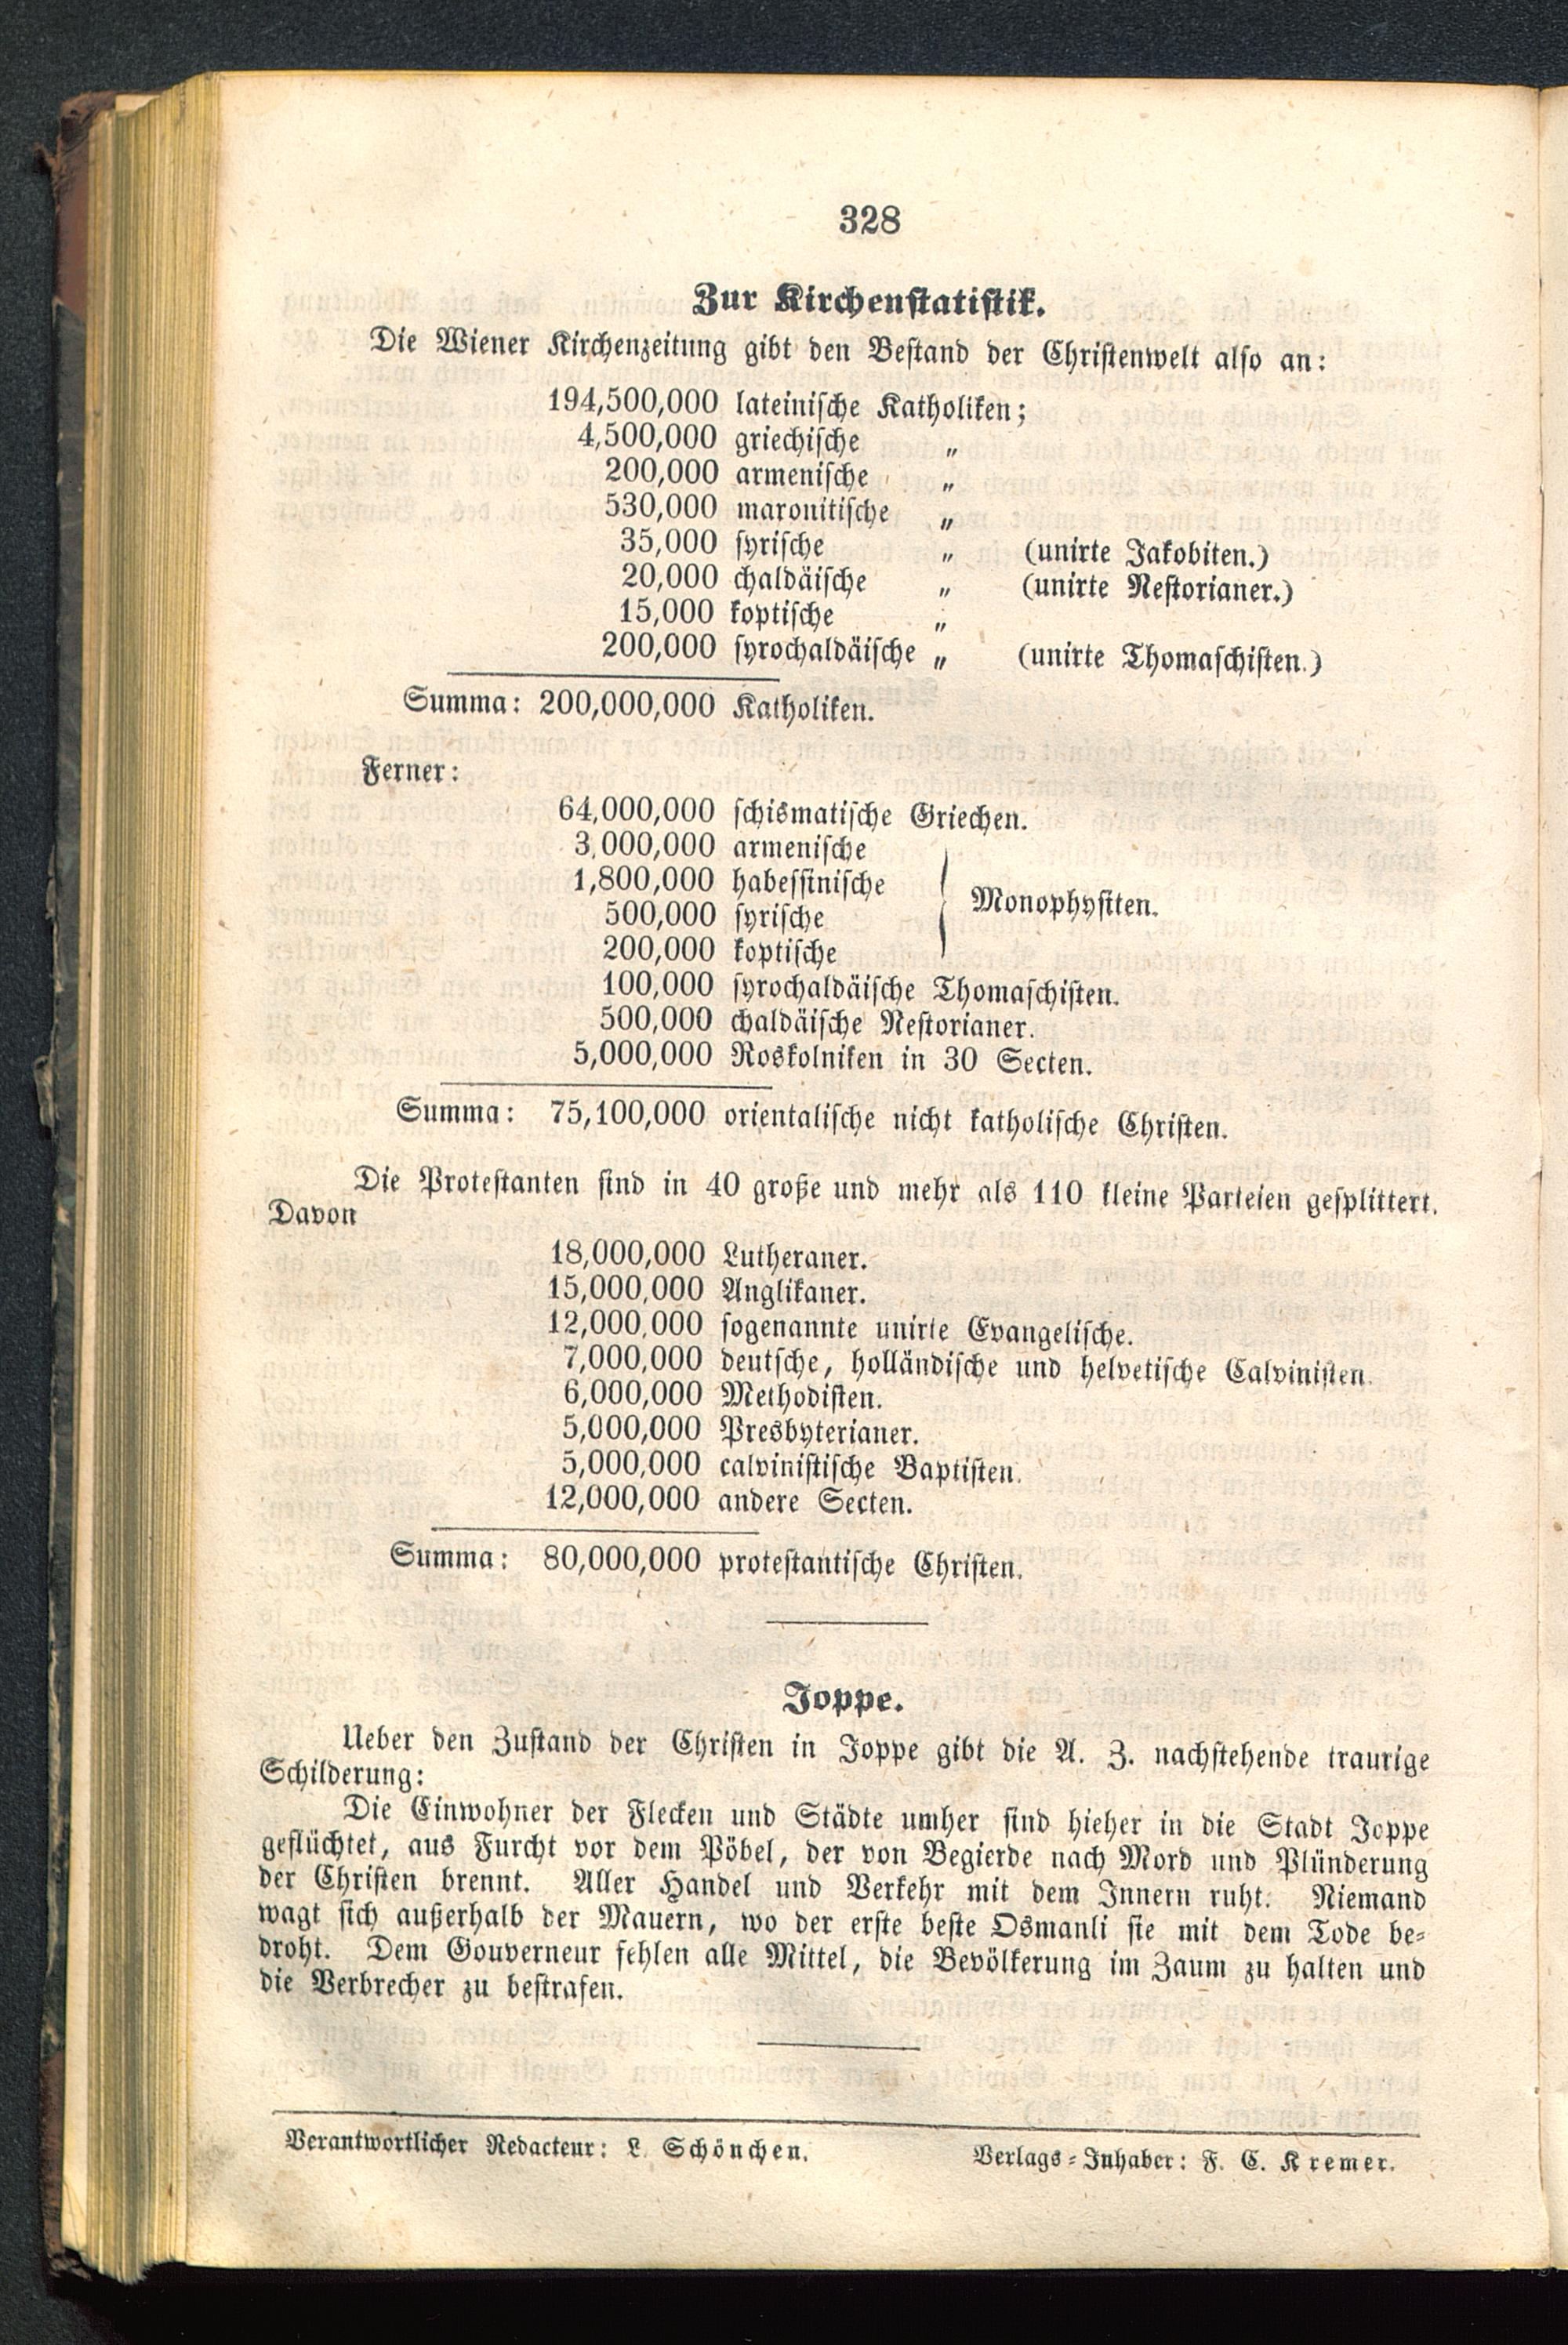 328
Zur Kirchenstatistik.
Die Wiener Kirchenzeitung gibt den Bestand der Christenwelt also an:
194,500,000 lateinische Katholiken;
4,500,000 griechische „
200,000 armenische „
530,000 maronitische „
35,000 syrische „ (unirte Jakobiten.)
20,000 chaldäische „ (unirte Nestorianer.)
15,000 koptische „
200,000 syrochaldäische „ (unirte Thomaschisten.)
Summa: 200,000,000 Katholiken.
Ferner:
64,000,000 schismatische Griechen.
3,000,000 armenische
1,800,000 habessinische
Monophysiten.
500,000 syrische
200,000 koptische
100,000 syrochaldäische Thomaschisten.
500,000 chaldäische Nestorianer.
5,000,000 Roskolniken in 30 Secten.
Summa: 75,100,000 orientalische nicht katholische Christen.
Die Protestanten sind in 40 große und mehr als 110 kleine Parteien gesplittert.
Davon
18,000,000 Lutheraner.
15,000,000 Anglikaner.
12,000,000 sogenannte unirte Evangelische.
7,000,000 deutsche, holländische und helvetische Calvinisten.
6,000,000 Methodisten.
5,000,000 Presbyterianer.
5,000,000 calvinistische Baptisten.
12,000,000 andere Secten.
Summa: 80,000,000 protestantische Christen.
Joppe.
Ueber den Zustand der Christen in Joppe gibt die A. Z. nachstehende traurige
Schilderung:
Die Einwohner der Flecken und Städte umher sind hieher in die Stadt Joppe
geflüchtet, aus Furcht vor dem Pöbel, der von Begierde nach Mord und Plünderung
der Christen brennt. Aller Handel und Verkehr mit dem Innern ruht. Niemand
wagt sich außerhalb der Mauern, wo der erste beste Osmanli sie mit dem Tode be-
droht. Dem Gouverneur fehlen alle Mittel, die Bevölkerung im Zaum zu halten und
die Verbrecher zu bestrafen.
Verantwortlicher Redacteur: L. Schönchen.
Verlags-Inhaber: F. C. Kremer.